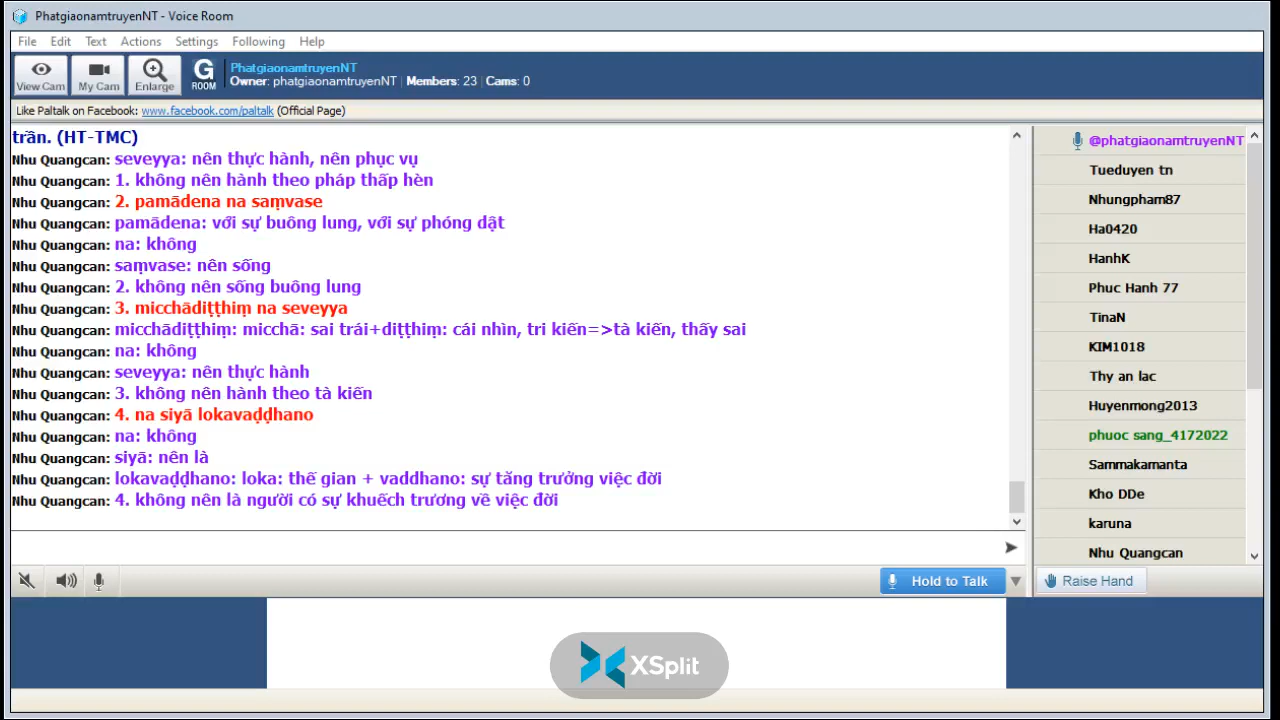 PhatgiaonamtruyenNT - Voice Room
File Edit Text Actions Settings Following Help
View Cam My Cam Enlarge G ROOM
PhatgiaonamtruyenNT
Owner: phatgiaonamtruyenNT | Members: 23 | Cams: 0
Like Paltalk on Facebook: www.facebook.com/paltalk (Official Page)
trần. (HT-TMC)
Nhu Quangcan: seveyya: nên thực hành, nên phục vụ
Nhu Quangcan: 1. không nên hành theo pháp thấp hèn
Nhu Quangcan: 2. pamādena na saṃvase
Nhu Quangcan: pamādena: với sự buông lung, với sự phóng dật
Nhu Quangcan: na: không
Nhu Quangcan: saṃvase: nên sống
Nhu Quangcan: 2. không nên sống buông lung
Nhu Quangcan: 3. micchādiṭṭhiṃ na seveyya
Nhu Quangcan: micchādiṭṭhiṃ: micchā: sai trái+diṭṭhiṃ: cái nhìn, tri kiến=>tà kiến, thấy sai
Nhu Quangcan: na: không
Nhu Quangcan: seveyya: nên thực hành
Nhu Quangcan: 3. không nên hành theo tà kiến
Nhu Quangcan: 4. na siyā lokavaḍḍhano
Nhu Quangcan: na: không
Nhu Quangcan: siyā: nên là
Nhu Quangcan: lokavaḍḍhano: loka: thế gian + vaddhano: sự tăng trưởng việc đời
Nhu Quangcan: 4. không nên là người có sự khuếch trương về việc đời
@phatgiaonamtruyenNT
Tueduyen tn
Nhungpham87
Ha0420
HanhK
Phuc Hanh 77
TinaN
KIM1018
Thy an lac
Huyenmong2013
phuoc sang_4172022
Sammakamanta
Kho DDe
karuna
Nhu Quangcan
Hold to Talk
Raise Hand
XSplit